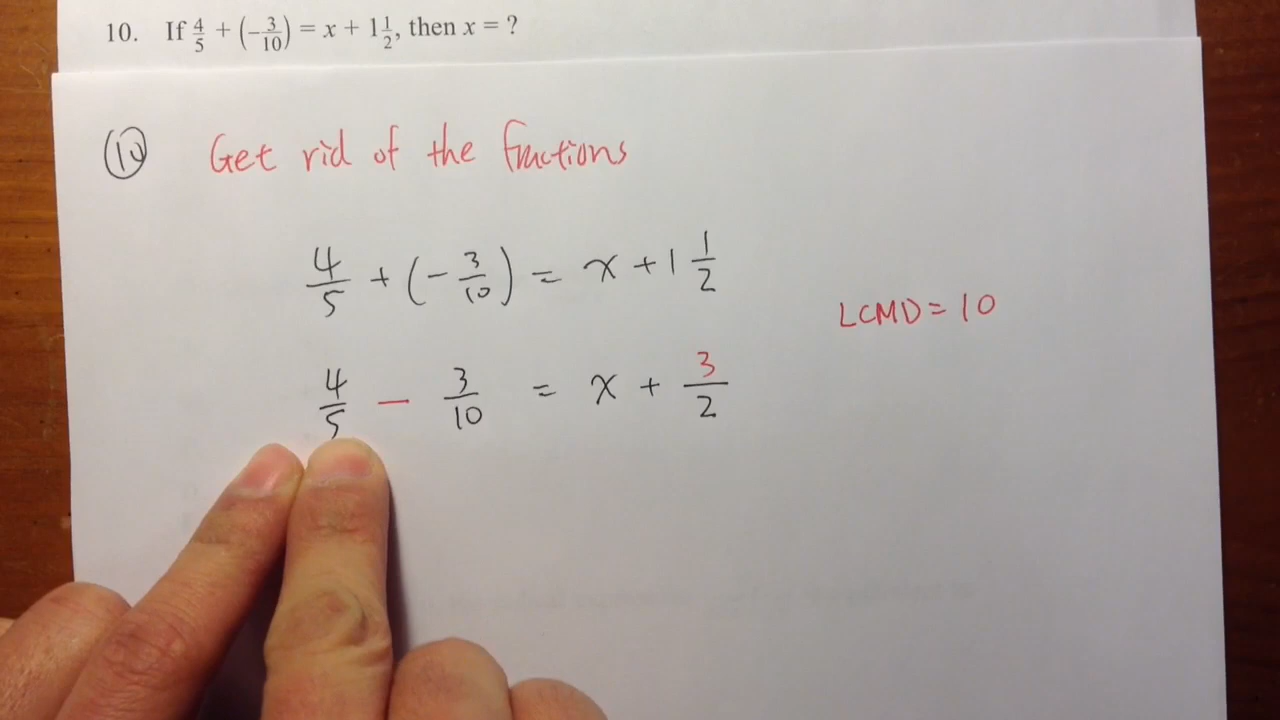 10. If 4/5 + (-3/10) = x + 1 1/2, then x = ?
(10) Get rid of the fractions
4/5 + (-3/10) = x + 1 1/2
LCMD = 10
4/5 - 3/10 = x + 3/2